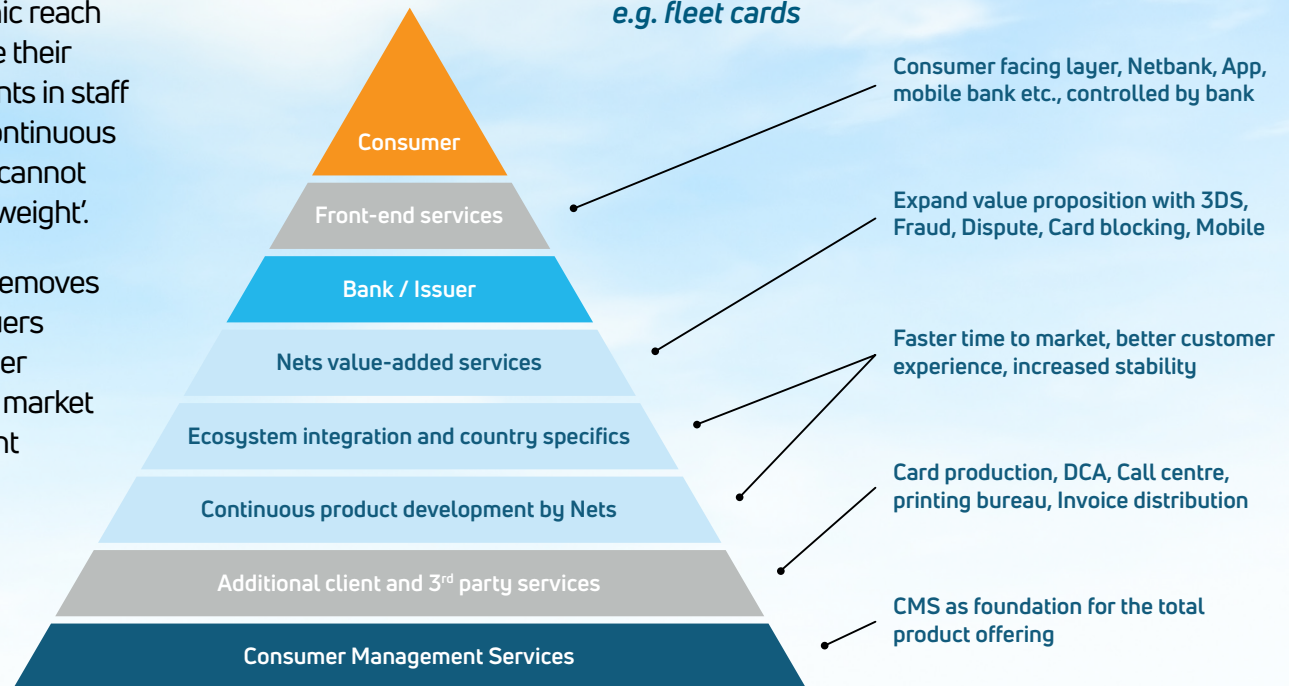 nic reach
e their
nts in staff
ontinuous
cannot
weight'.
emoves
uers
er
market
nt
e.g. fleet cards
Consumer
Front-end services
Bank / Issuer
Nets value-added services
Ecosystem integration and country specifics
Continuous product development by Nets
Additional client and 3rd party services
Consumer Management Services
Consumer facing layer, Netbank, App,
mobile bank etc., controlled by bank
Expand value proposition with 3DS,
Fraud, Dispute, Card blocking, Mobile
Faster time to market, better customer
experience, increased stability
Card production, DCA, Call centre,
printing bureau, Invoice distribution
CMS as foundation for the total
product offering